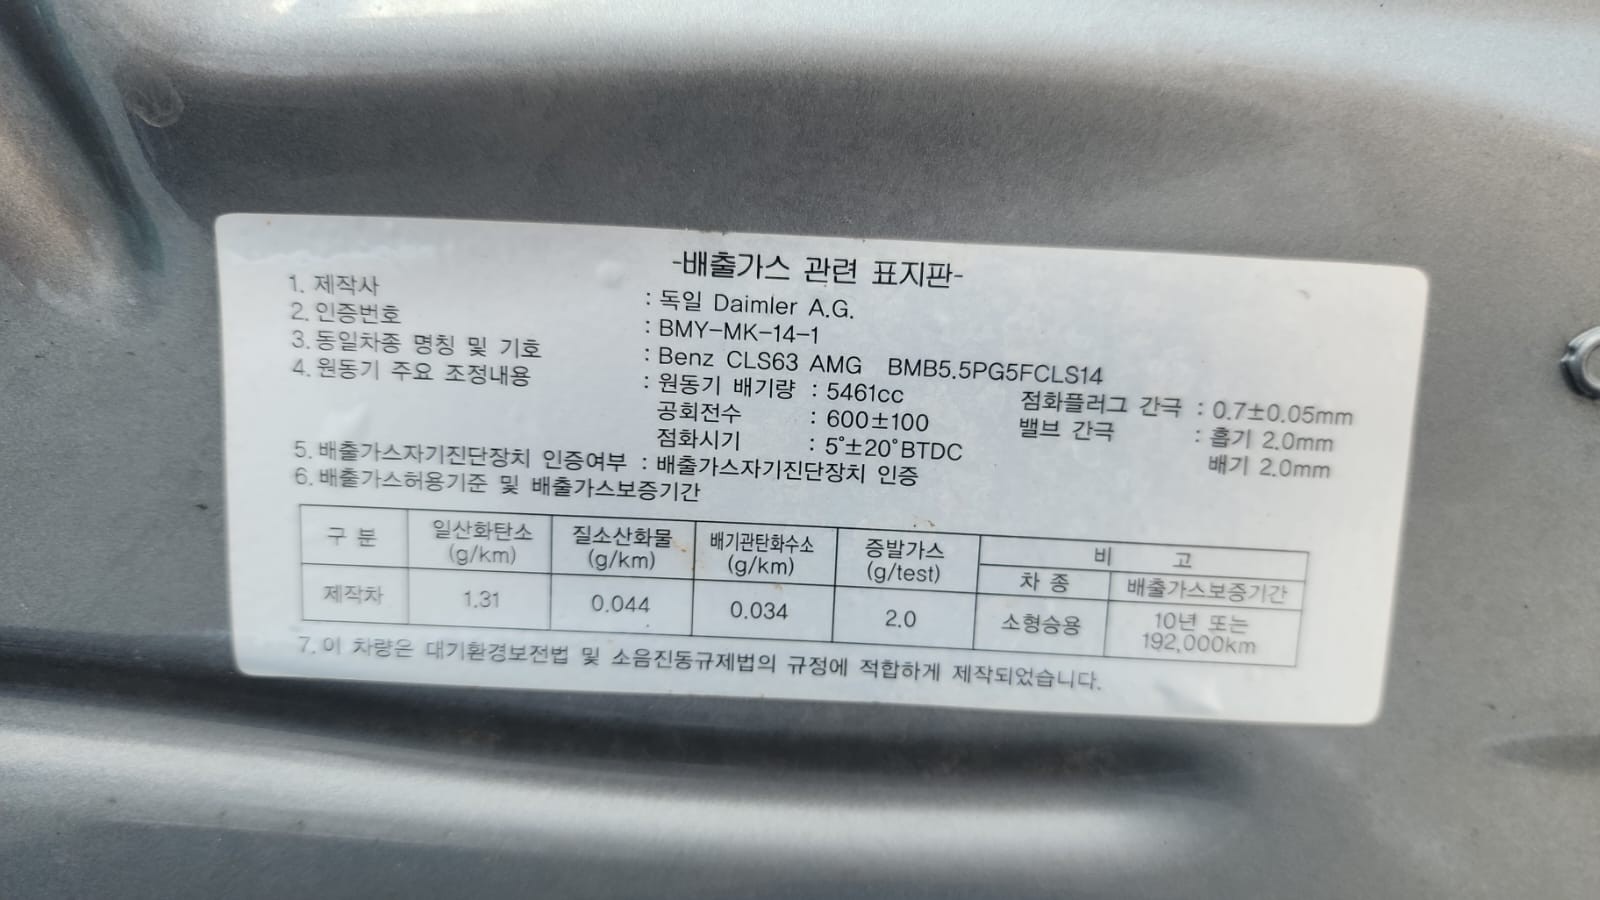 -배출가스 관련 표지판-
1. 제작사 : 독일 Daimler A.G.
2. 인증번호 : BMY-MK-14-1
3. 동일차종 명칭 및 기호 : Benz CLS63 AMG BMB5.5PG5FCLS14
4. 원동기 주요 조정내용 : 원동기 배기량 : 5461cc 점화플러그 간극 : 0.7±0.05mm
공회전수 : 600±100 밸브 간극 : 흡기 2.0mm
점화시기 : 5°±20°BTDC 배기 2.0mm
5. 배출가스자기진단장치 인증여부 : 배출가스자기진단장치 인증
6. 배출가스허용기준 및 배출가스보증기간
구 분 일산화탄소 (g/km) 질소산화물 (g/km) 배기관탄화수소 (g/km) 증발가스 (g/test) 비 고
차 종 배출가스보증기간
제작차 1.31 0.044 0.034 2.0 소형승용 10년 또는 192,000km
7. 이 차량은 대기환경보전법 및 소음진동규제법의 규정에 적합하게 제작되었습니다.